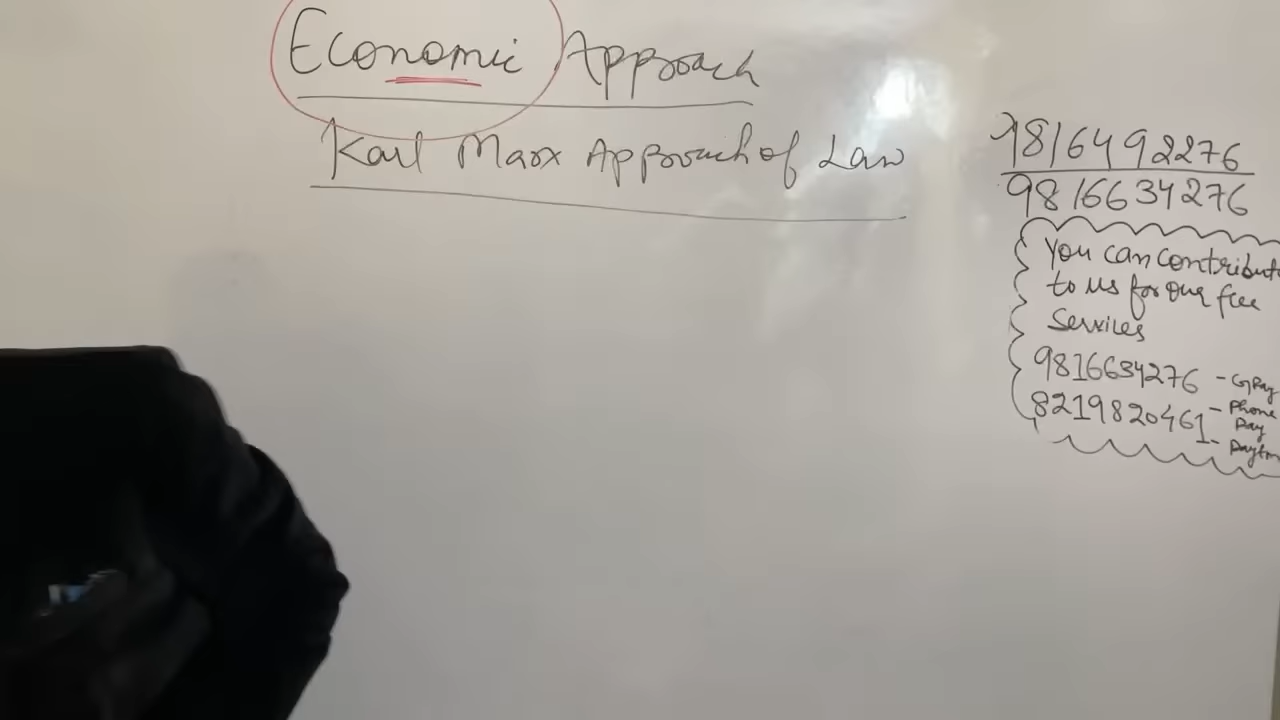 Economic Approach
Karl Marx Approach of Law
9816492276
9816634276
You can contribut
to us for our free
Services
9816634276 - GPay
8219820461 - Phone
Pay
- Paytm